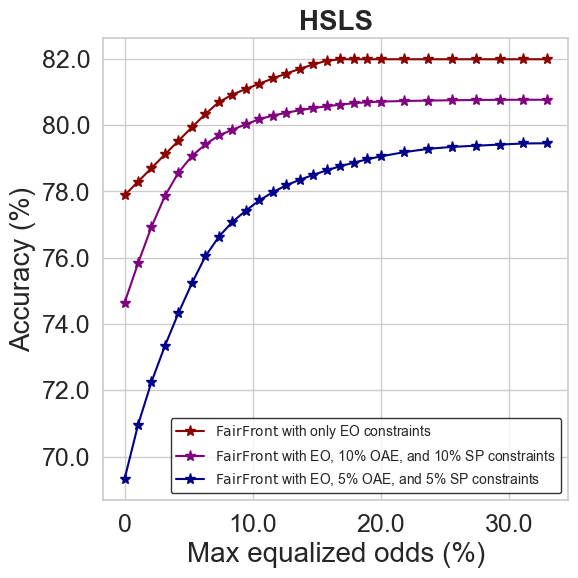 HSLS
Accuracy (%)
82.0
80.0
78.0
76.0
74.0
72.0
70.0
FairFront with only EO constraints
FairFront with EO, 10% OAE, and 10% SP constraints
FairFront with EO, 5% OAE, and 5% SP constraints
0
10.0
20.0
30.0
Max equalized odds (%)